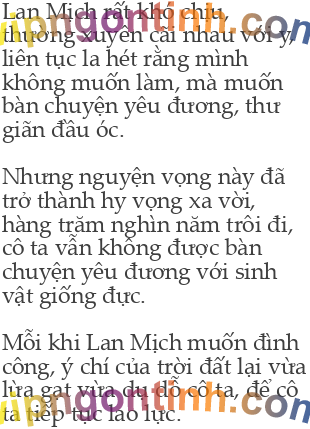 Lan Mịch rất khó chịu,
thường xuyên cãi nhau với y,
liên tục la hét rằng mình
không muốn làm, mà muốn
bàn chuyện yêu đương, thư
giãn đầu óc.
Nhưng nguyện vọng này đã
trở thành hy vọng xa vời,
hàng trăm nghìn năm trôi đi,
cô ta vẫn không được bàn
chuyện yêu đương với sinh
vật giống đực.
Mỗi khi Lan Mịch muốn đình
công, ý chí của trời đất lại vừa
lừa gạt vừa dụ dỗ cô ta, để cô
ta tiếp tục lao lực.